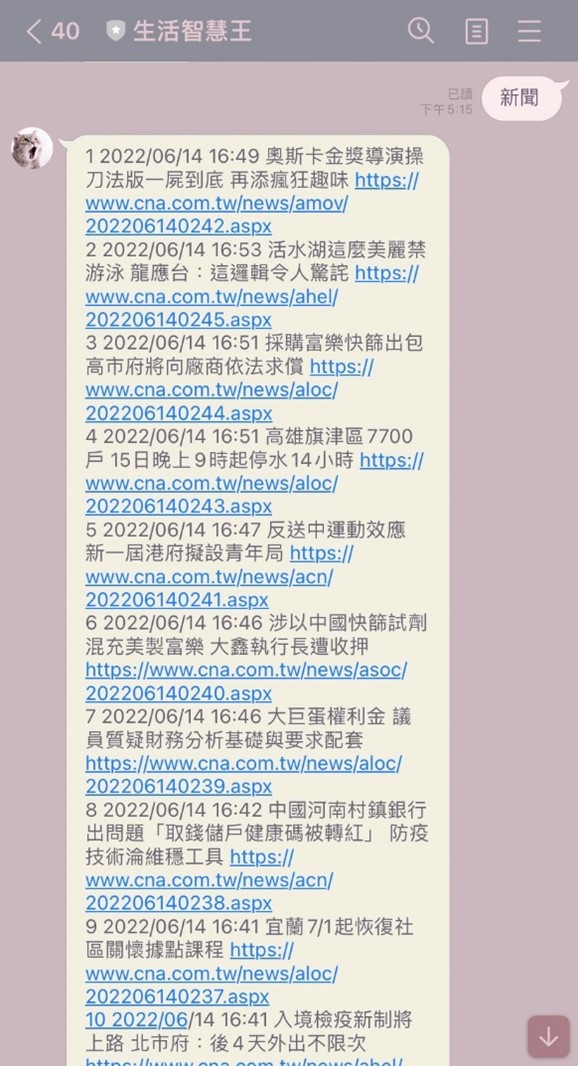 40 生活智慧王
已讀
下午5:15
新聞
1 2022/06/14 16:49 奧斯卡金獎導演操
刀法版一屍到底 再添瘋狂趣味 https://
www.cna.com.tw/news/amov/
202206140242.aspx
2 2022/06/14 16:53 活水湖這麼美麗禁
游泳 龍應台：這邏輯令人驚詫 https://
www.cna.com.tw/news/ahel/
202206140245.aspx
3 2022/06/14 16:51 採購富樂快篩出包
高市府將向廠商依法求償 https://
www.cna.com.tw/news/aloc/
202206140244.aspx
4 2022/06/14 16:51 高雄旗津區7700
戶 15日晚上9時起停水14小時 https://
www.cna.com.tw/news/aloc/
202206140243.aspx
5 2022/06/14 16:47 反送中運動效應
新一屆港府擬設青年局 https://
www.cna.com.tw/news/acn/
202206140241.aspx
6 2022/06/14 16:46 涉以中國快篩試劑
混充美製富樂 大鑫執行長遭收押
https://www.cna.com.tw/news/asoc/
202206140240.aspx
7 2022/06/14 16:46 大巨蛋權利金 議
員質疑財務分析基礎與要求配套
https://www.cna.com.tw/news/aloc/
202206140239.aspx
8 2022/06/14 16:42 中國河南村鎮銀行
出問題「取錢儲戶健康碼被轉紅」 防疫
技術淪維穩工具 https://
www.cna.com.tw/news/acn/
202206140238.aspx
9 2022/06/14 16:41 宜蘭7/1起恢復社
區關懷據點課程 https://
www.cna.com.tw/news/aloc/
202206140237.aspx
10 2022/06/14 16:41 入境檢疫新制將
上路 北市府：後4天外出不限次
https://www.cna.com.tw/news/ahel/